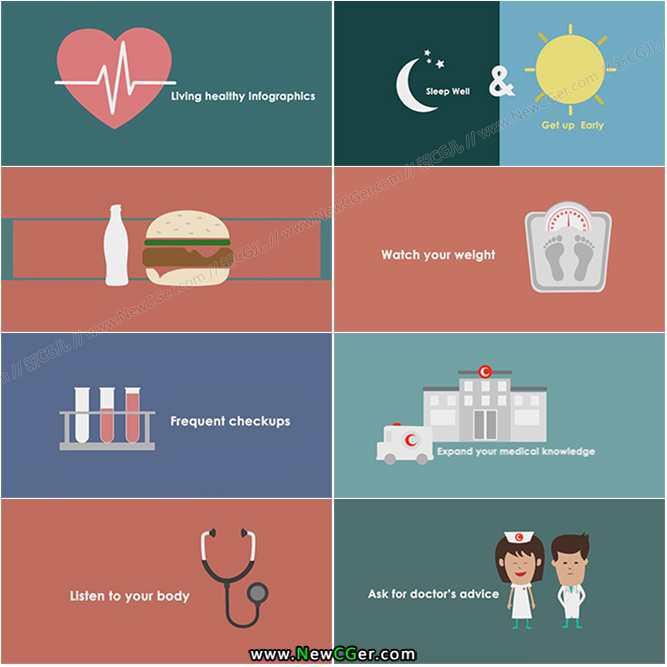 Living healthy Infographics
Sleep Well
&
Get up Early
Watch your weight
Frequent checkups
Expand your medical knowledge
Listen to your body
Ask for doctor's advice
www.NewCGer.com